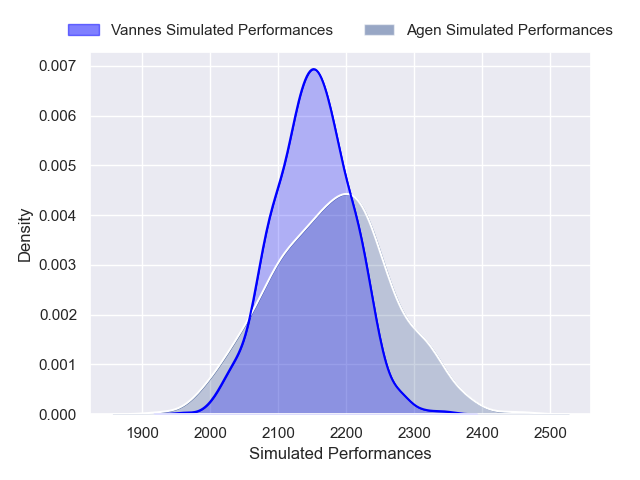 Vannes Simulated Performances Agen Simulated Performances
0.007
0.006
0.005
0.004
0.003
0.002
0.001
0.000
Density
1900 2000 2100 2200 2300 2400 2500
Simulated Performances